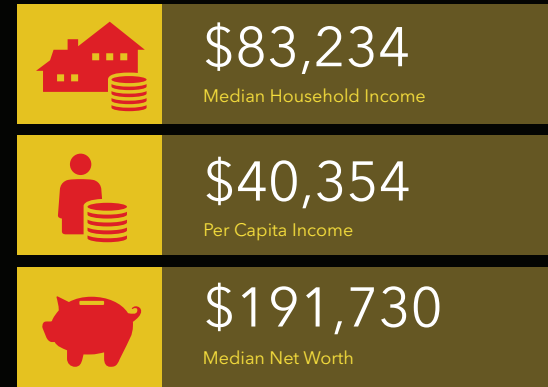 $83,234
Median Household Income
$40,354
Per Capita Income
$191,730
Median Net Worth